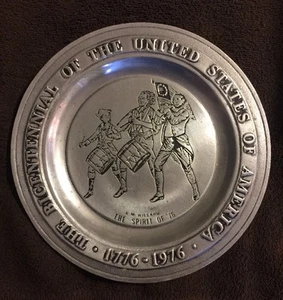 THE BICENTENNIAL OF THE UNITED STATES OF AMERICA
· 1776-1976 ·
A.M. WILLARD
THE SPIRIT OF 76